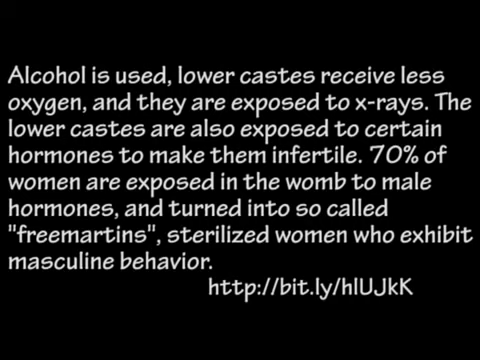 Alcohol is used, lower castes receive less
oxygen, and they are exposed to x-rays. The
lower castes are also exposed to certain
hormones to make them infertile. 70% of
women are exposed in the womb to male
hormones, and turned into so called
"freemartins", sterilized women who exhibit
masculine behavior.
http://bit.ly/hlUJkK